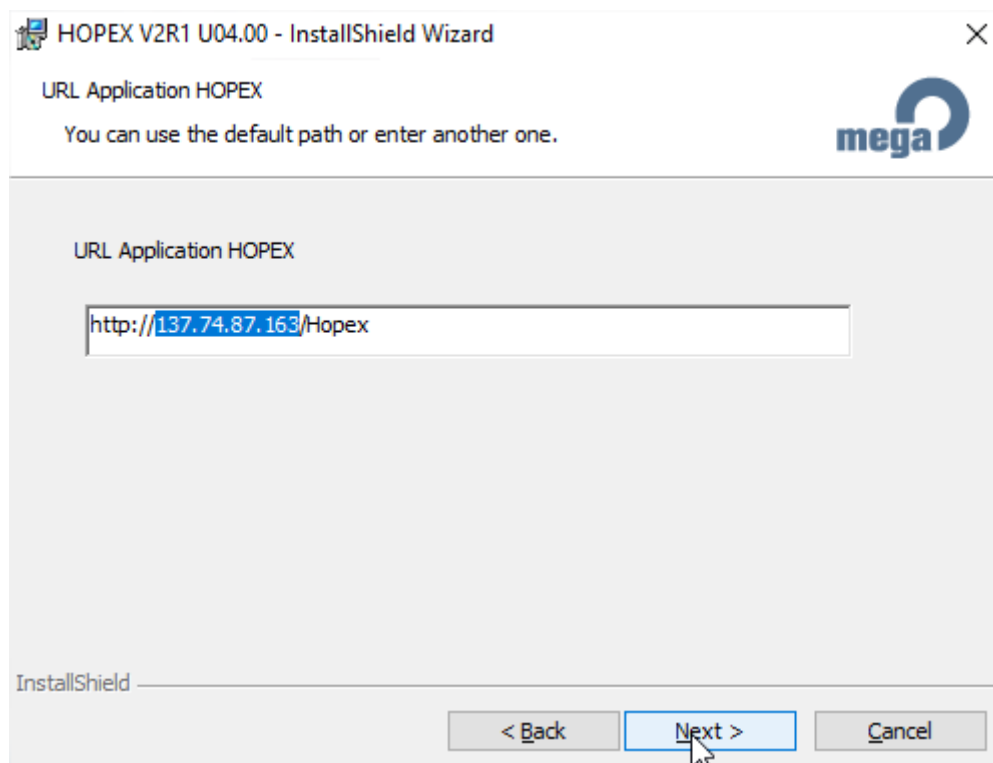 HOPEX V2R1 U04.00 - InstallShield Wizard
URL Application HOPEX
You can use the default path or enter another one.
mega
URL Application HOPEX
http://137.74.87.163/Hopex
InstallShield
< Back
Next >
Cancel